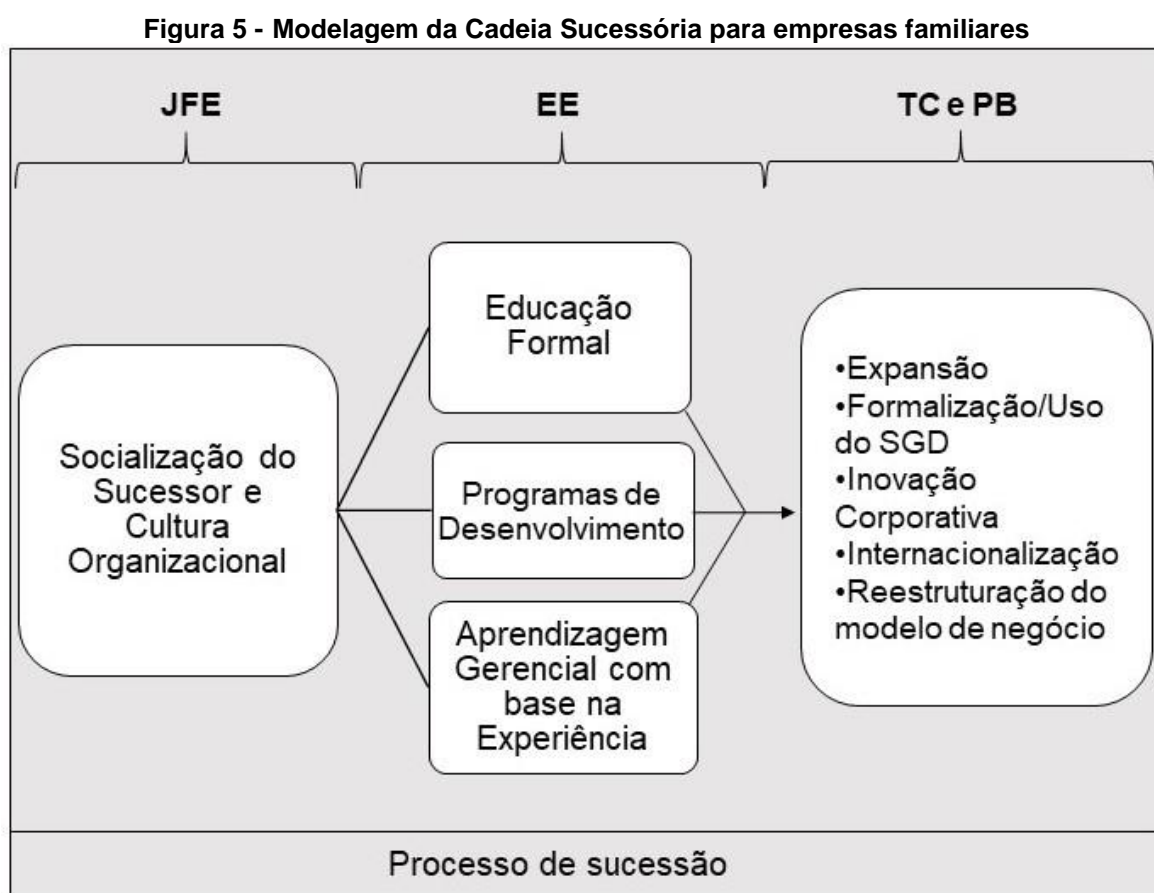 Figura 5 - Modelagem da Cadeia Sucessória para empresas familiares
JFE
EE
TC e PB
Socialização do
Sucessor e
Cultura
Organizacional
Educação
Formal
Programas de
Desenvolvimento
Aprendizagem
Gerencial com
base na
Experiência
•Expansão
•Formalização/Uso
do SGD
•Inovação
Corporativa
•Internacionalização
•Reestruturação do
modelo de negócio
Processo de sucessão